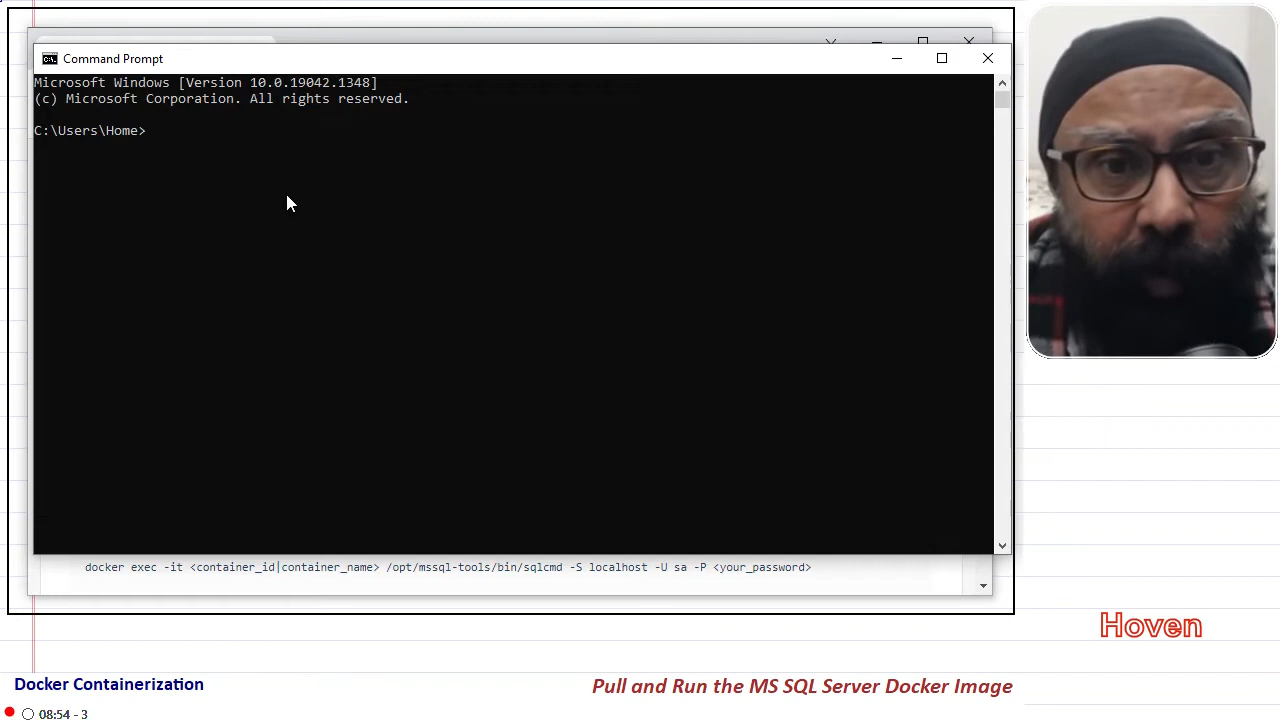 Command Prompt
Microsoft Windows [Version 10.0.19042.1348]
(c) Microsoft Corporation. All rights reserved.
C:\Users\Home>
docker exec -it <container_id|container_name> /opt/mssql-tools/bin/sqlcmd -S localhost -U sa -P <your_password>
Hoven
Docker Containerization
Pull and Run the MS SQL Server Docker Image
08:54 - 3